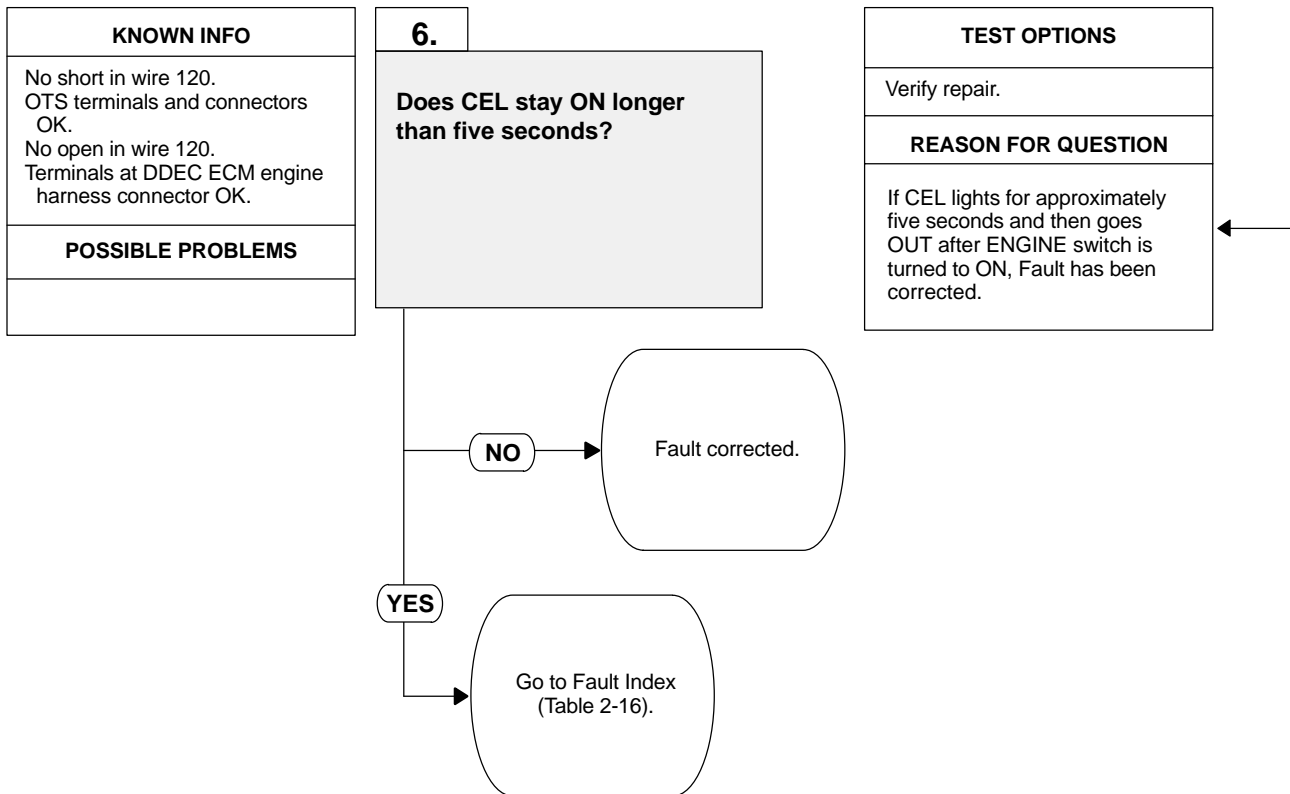 KNOWN INFO
No short in wire 120.
OTS terminals and connectors
OK.
No open in wire 120.
Terminals at DDEC ECM engine
harness connector OK.
POSSIBLE PROBLEMS
6.
Does CEL stay ON longer
than five seconds?
TEST OPTIONS
Verify repair.
REASON FOR QUESTION
If CEL lights for approximately
five seconds and then goes
OUT after ENGINE switch is
turned to ON, Fault has been
corrected.
NO
Fault corrected.
YES
Go to Fault Index
(Table 2-16).